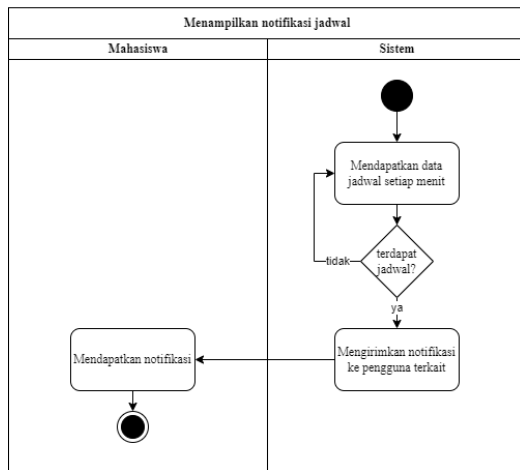 Menampilkan notifikasi jadwal
Mahasiswa
Sistem
Mendapatkan data
jadwal setiap menit
terdapat
jadwal?
tidak
ya
Mengirimkan notifikasi
ke pengguna terkait
Mendapatkan notifikasi